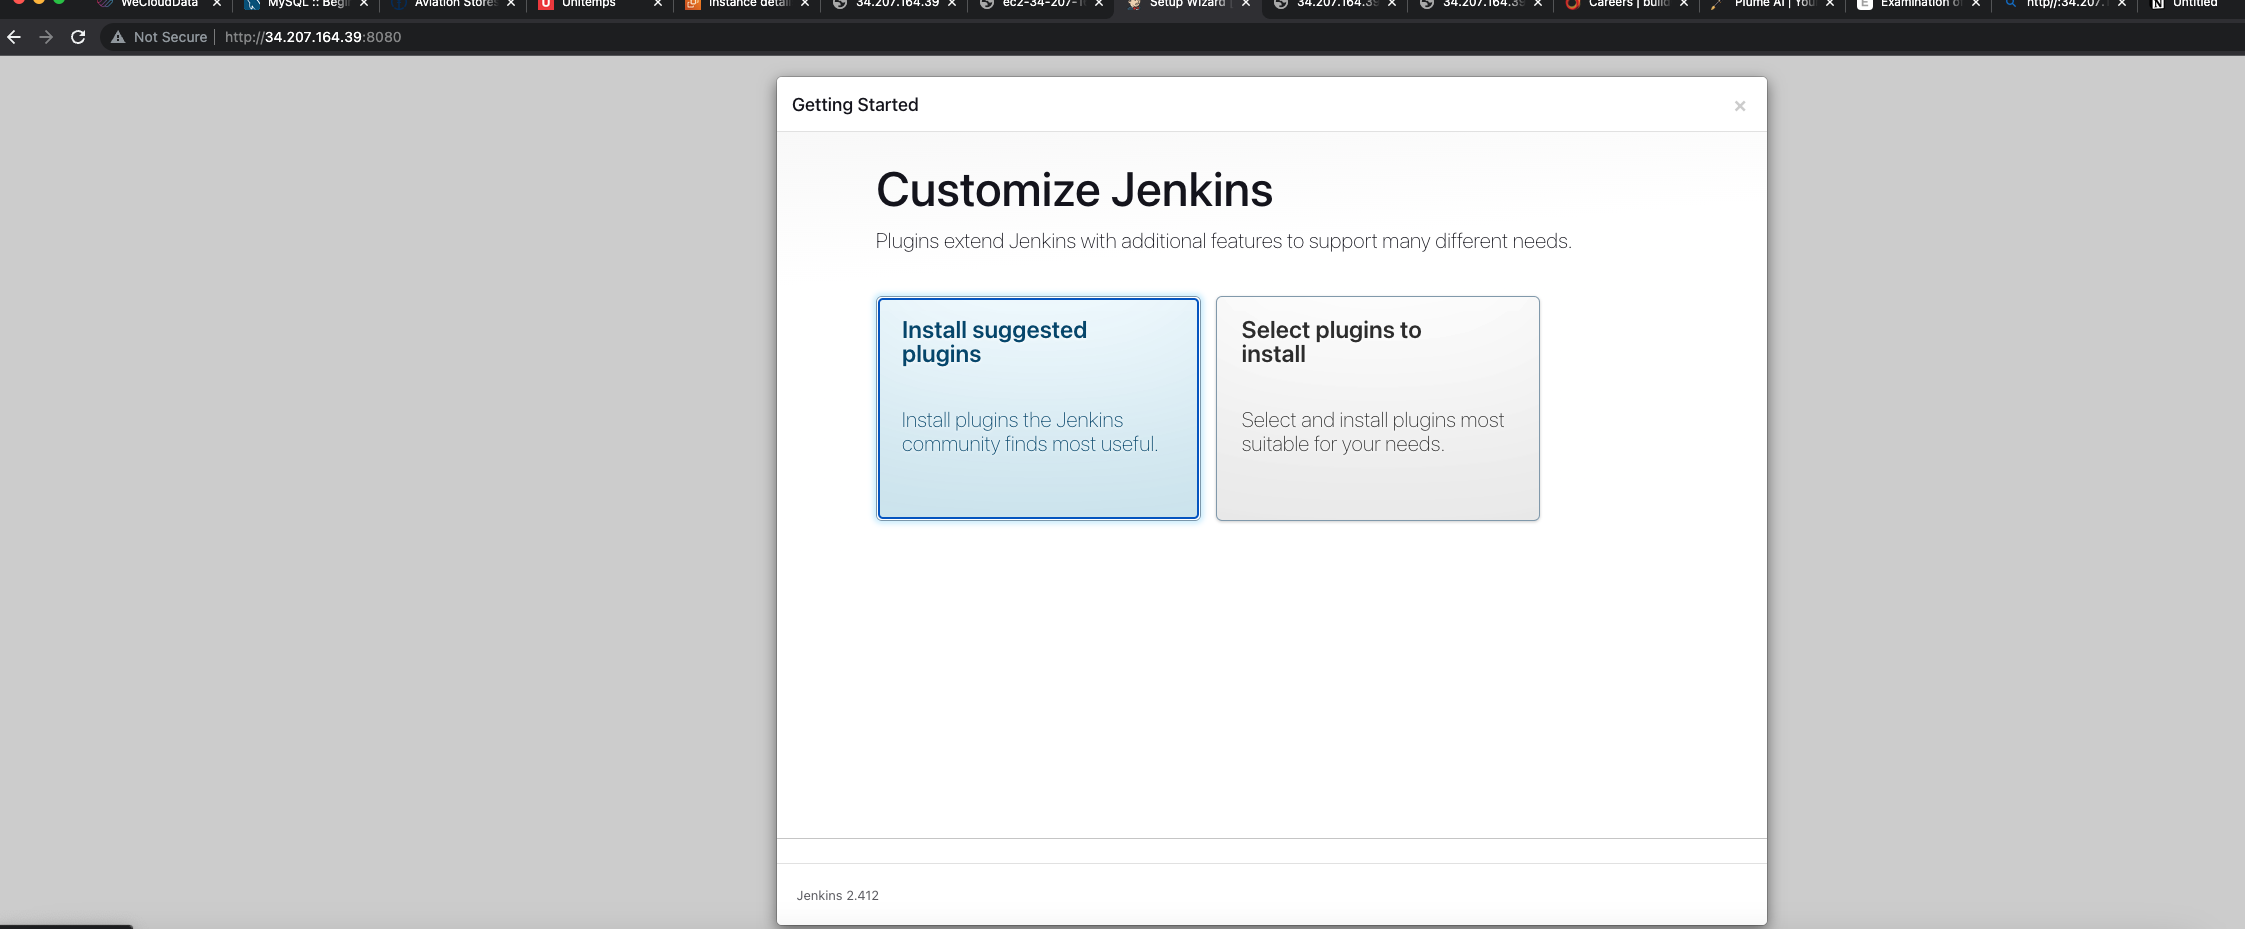 WeCloudData
MySQL :: Begi
Aviation Stores
Unitemps
Instance detail
34.207.164.39
ec2-34-207-1
Setup Wizard
34.207.164.39
34.207.164.39
Careers | build
Plume AI | You
Examination o
http//:34.207.1
Untitled
Not Secure | http://34.207.164.39:8080
Getting Started
Customize Jenkins
Plugins extend Jenkins with additional features to support many different needs.
Install suggested
plugins
Install plugins the Jenkins
community finds most useful.
Select plugins to
install
Select and install plugins most
suitable for your needs.
Jenkins 2.412